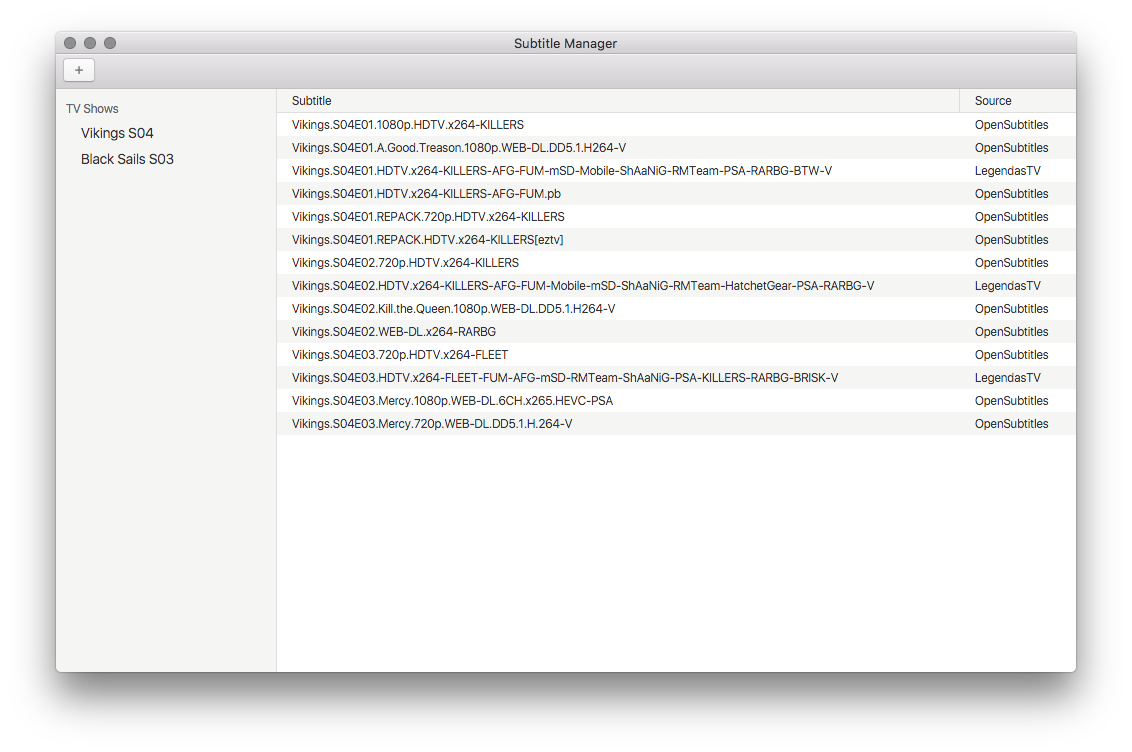 Subtitle Manager
+
TV Shows
Vikings S04
Black Sails S03
Subtitle Source
Vikings.S04E01.1080p.HDTV.x264-KILLERS OpenSubtitles
Vikings.S04E01.A.Good.Treason.1080p.WEB-DL.DD5.1.H264-V OpenSubtitles
Vikings.S04E01.HDTV.x264-KILLERS-AFG-FUM-mSD-Mobile-ShAaNiG-RMTeam-PSA-RARBG-BTW-V LegendasTV
Vikings.S04E01.HDTV.x264-KILLERS-AFG-FUM.pb OpenSubtitles
Vikings.S04E01.REPACK.720p.HDTV.x264-KILLERS OpenSubtitles
Vikings.S04E01.REPACK.HDTV.x264-KILLERS[eztv] OpenSubtitles
Vikings.S04E02.720p.HDTV.x264-KILLERS OpenSubtitles
Vikings.S04E02.HDTV.x264-KILLERS-AFG-FUM-Mobile-mSD-ShAaNiG-RMTeam-HatchetGear-PSA-RARBG-V LegendasTV
Vikings.S04E02.Kill.the.Queen.1080p.WEB-DL.DD5.1.H264-V OpenSubtitles
Vikings.S04E02.WEB-DL.x264-RARBG OpenSubtitles
Vikings.S04E03.720p.HDTV.x264-FLEET OpenSubtitles
Vikings.S04E03.HDTV.x264-FLEET-FUM-AFG-mSD-RMTeam-ShAaNiG-PSA-KILLERS-RARBG-BRISK-V LegendasTV
Vikings.S04E03.Mercy.1080p.WEB-DL.6CH.x265.HEVC-PSA OpenSubtitles
Vikings.S04E03.Mercy.720p.WEB-DL.DD5.1.H.264-V OpenSubtitles